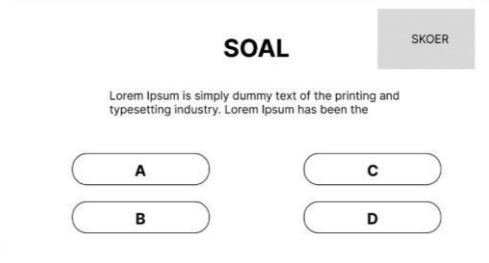 SKOER
SOAL
Lorem Ipsum is simply dummy text of the printing and
typesetting industry. Lorem Ipsum has been the
A
C
B
D